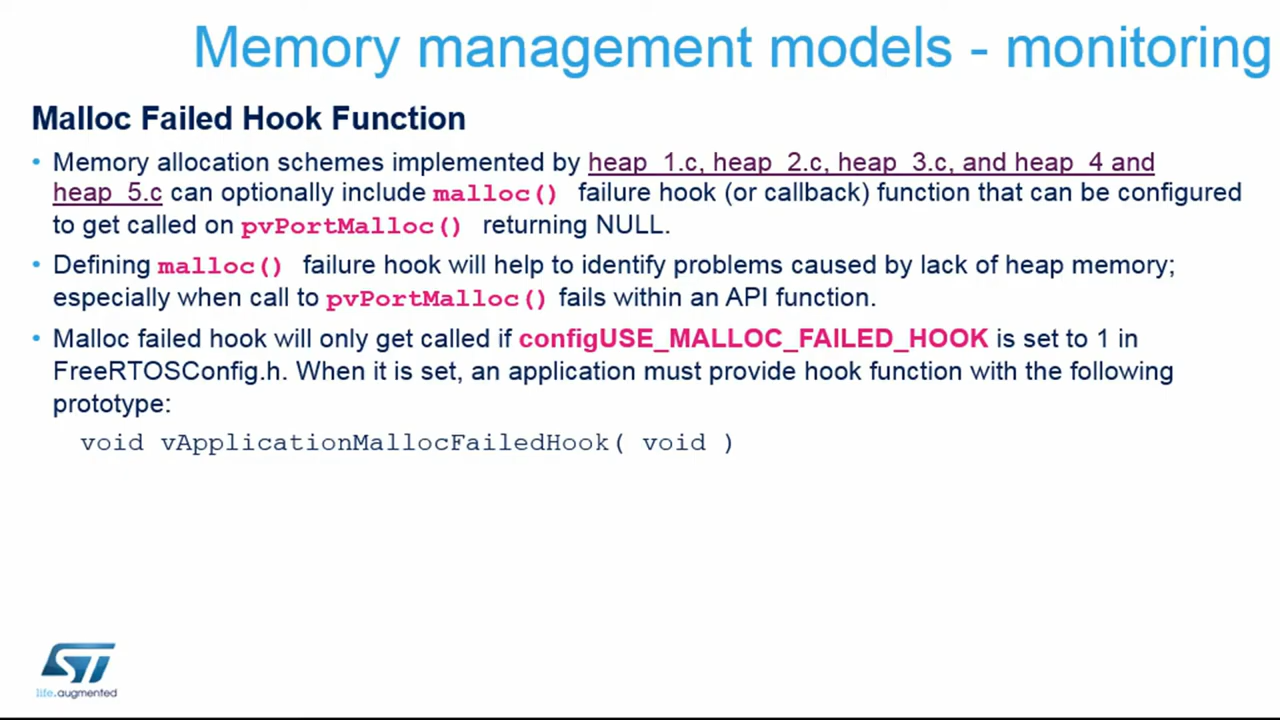 Memory management models - monitoring
Malloc Failed Hook Function
• Memory allocation schemes implemented by heap_1.c, heap_2.c, heap_3.c, and heap_4 and
heap_5.c can optionally include malloc() failure hook (or callback) function that can be configured
to get called on pvPortMalloc() returning NULL.
• Defining malloc() failure hook will help to identify problems caused by lack of heap memory;
especially when call to pvPortMalloc() fails within an API function.
• Malloc failed hook will only get called if configUSE_MALLOC_FAILED_HOOK is set to 1 in
FreeRTOSConfig.h. When it is set, an application must provide hook function with the following
prototype:
void vApplicationMallocFailedHook( void )
ST
life.augmented